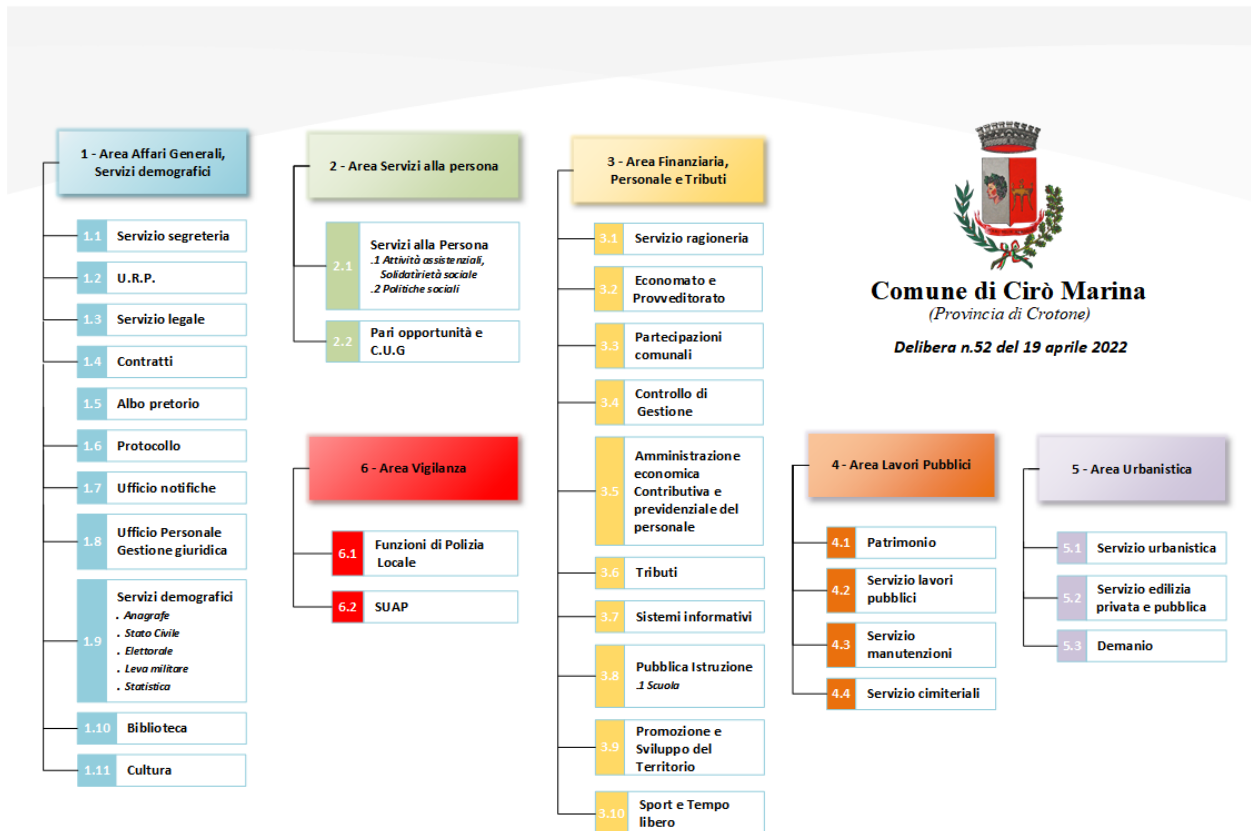 1 - Area Affari Generali,
Servizi demografici
1.1 Servizio segreteria
1.2 U.R.P.
1.3 Servizio legale
1.4 Contratti
1.5 Albo pretorio
1.6 Protocollo
1.7 Ufficio notifiche
1.8 Ufficio Personale
Gestione giuridica
1.9 Servizi demografici
. Anagrafe
. Stato Civile
. Elettorale
. Leva militare
. Statistica
1.10 Biblioteca
1.11 Cultura
2 - Area Servizi alla persona
2.1 Servizi alla Persona
.1 Attività assistenziali,
Solidatìrietà sociale
.2 Politiche sociali
2.2 Pari opportunità e
C.U.G
6 - Area Vigilanza
6.1 Funzioni di Polizia
Locale
6.2 SUAP
3 - Area Finanziaria,
Personale e Tributi
3.1 Servizio ragioneria
3.2 Economato e
Provveditorato
3.3 Partecipazioni
comunali
3.4 Controllo di
Gestione
3.5 Amministrazione
economica
Contributiva e
previdenziale del
personale
3.6 Tributi
3.7 Sistemi informativi
3.8 Pubblica Istruzione
.1 Scuola
3.9 Promozione e
Sviluppo del
Territorio
3.10 Sport e Tempo
libero
Comune di Cirò Marina
(Provincia di Crotone)
Delibera n.52 del 19 aprile 2022
4 - Area Lavori Pubblici
4.1 Patrimonio
4.2 Servizio lavori
pubblici
4.3 Servizio
manutenzioni
4.4 Servizio cimiteriali
5 - Area Urbanistica
5.1 Servizio urbanistica
5.2 Servizio edilizia
privata e pubblica
5.3 Demanio